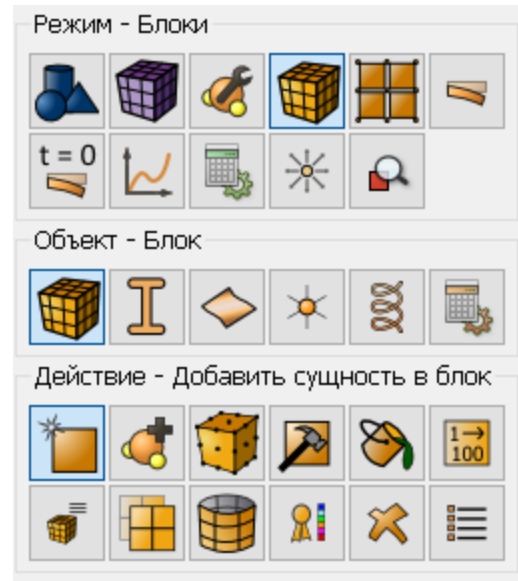 Режим - Блоки
t = 0
Объект - Блок
Действие - Добавить сущность в блок
1→
100